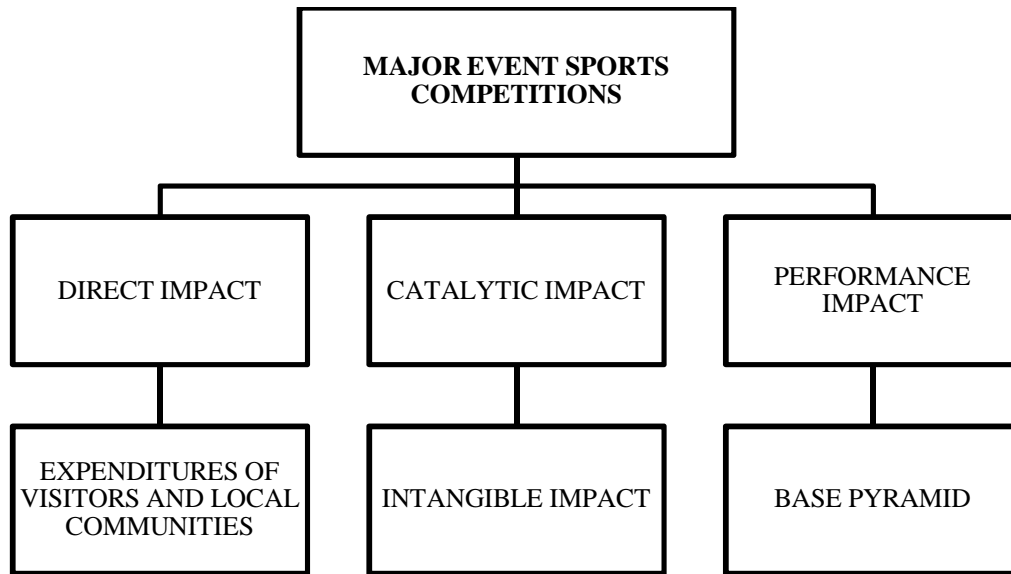 MAJOR EVENT SPORTS
COMPETITIONS
DIRECT IMPACT
CATALYTIC IMPACT
PERFORMANCE
IMPACT
EXPENDITURES OF
VISITORS AND LOCAL
COMMUNITIES
INTANGIBLE IMPACT
BASE PYRAMID